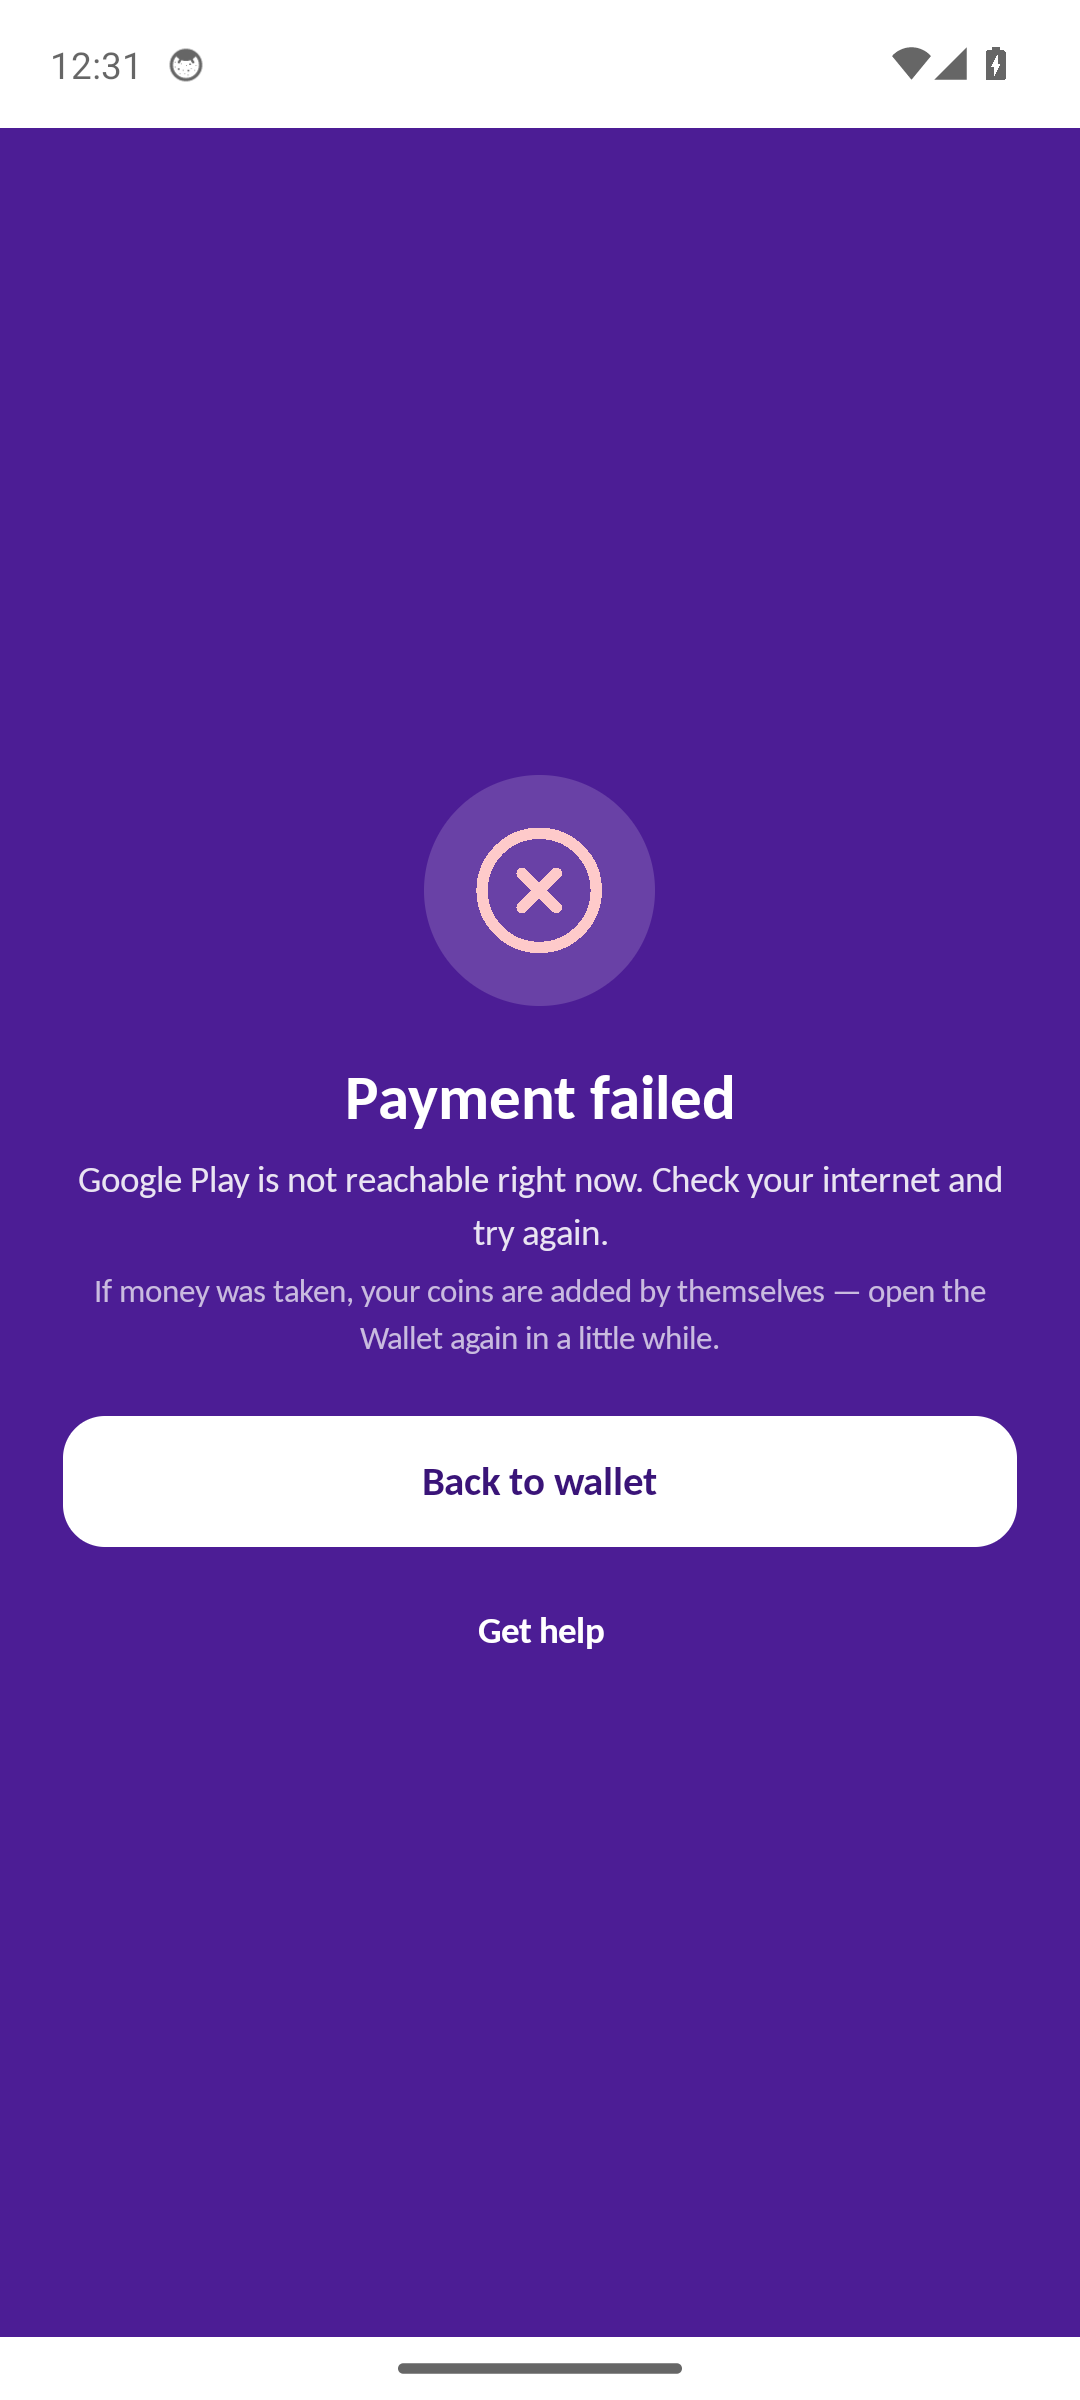 12:31
Payment failed
Google Play is not reachable right now. Check your internet and
try again.
If money was taken, your coins are added by themselves — open the
Wallet again in a little while.
Back to wallet
Get help